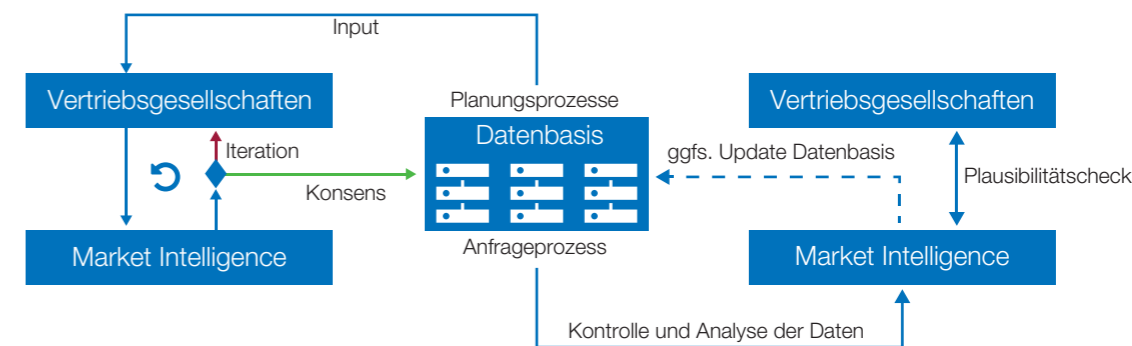 Input
Vertriebsgesellschaften
Planungsprozesse
Vertriebsgesellschaften
Datenbasis
Iteration
ggfs. Update Datenbasis
Konsens
Plausibilitätscheck
Market Intelligence
Anfrageprozess
Market Intelligence
Kontrolle und Analyse der Daten